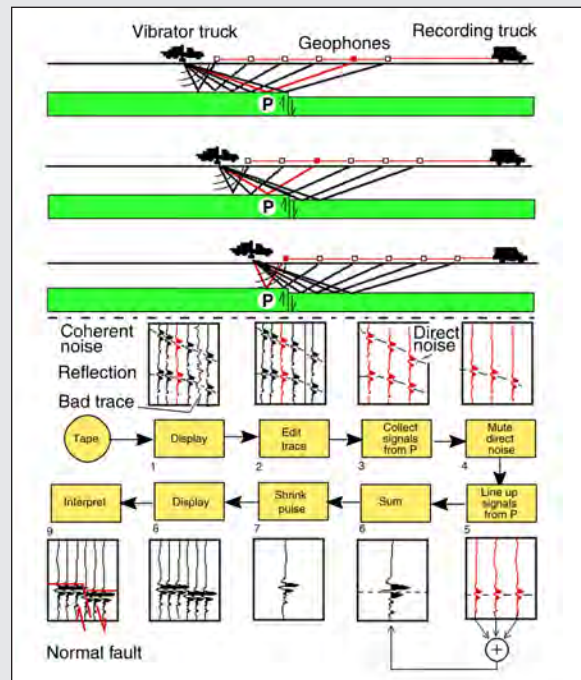 Vibrator truck
Geophones
Recording truck
P
P
P
Coherent
noise
Reflection
Bad trace
Direct
noise
Tape
Display
1
Edit
trace
2
Collect
signals
from P
3
Mute
direct
noise
4
Interpret
9
Display
6
Shrink
pulse
7
Sum
6
Line up
signals
from P
5
+
Normal fault